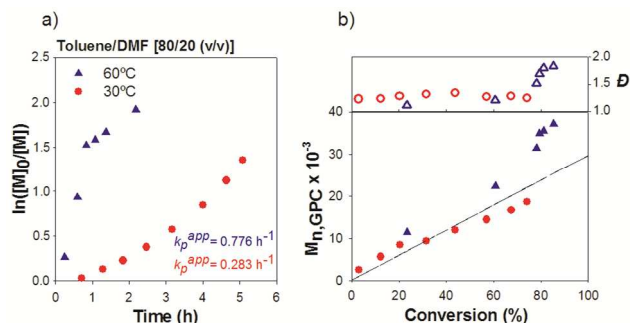 a)
Toluene/DMF [80/20 (v/v)]
60ºC
30ºC
ln([M]₀/[M])
2.5
2.0
1.5
1.0
0.5
0.0
kₚᵃᵖᵖ = 0.776 h⁻¹
kₚᵃᵖᵖ = 0.283 h⁻¹
0 1 2 3 4 5 6
Time (h)
b)
2.0
1.5
1.0
Đ
Mn,GPC x 10⁻³
40
30
20
10
0
0 20 40 60 80 100
Conversion (%)